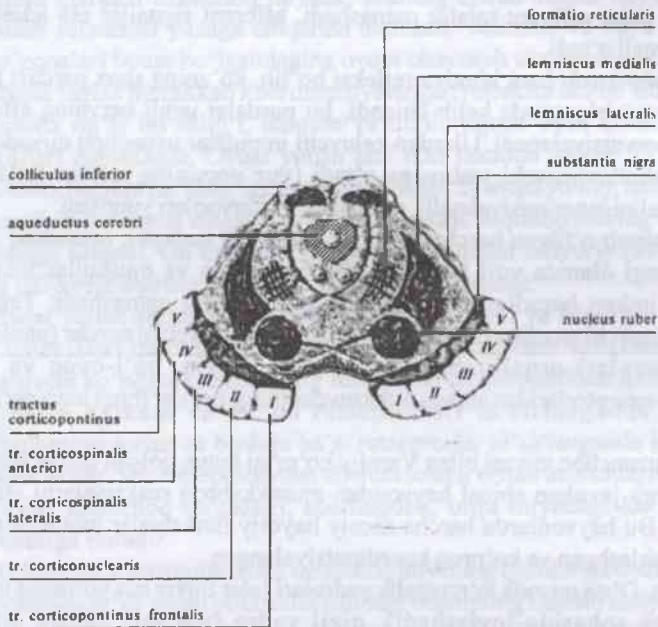 formatio reticularis
lemniscus medialis
lemniscus lateralis
substantia nigra
colliculus inferior
aqueductus cerebri
nucleus ruber
V
IV
III
II
I
I
II
III
IV
V
tractus
corticopontinus
tr. corticospinalis
anterior
tr. corticospinalis
lateralis
tr. corticonuclearis
tr. corticopontinus frontalis